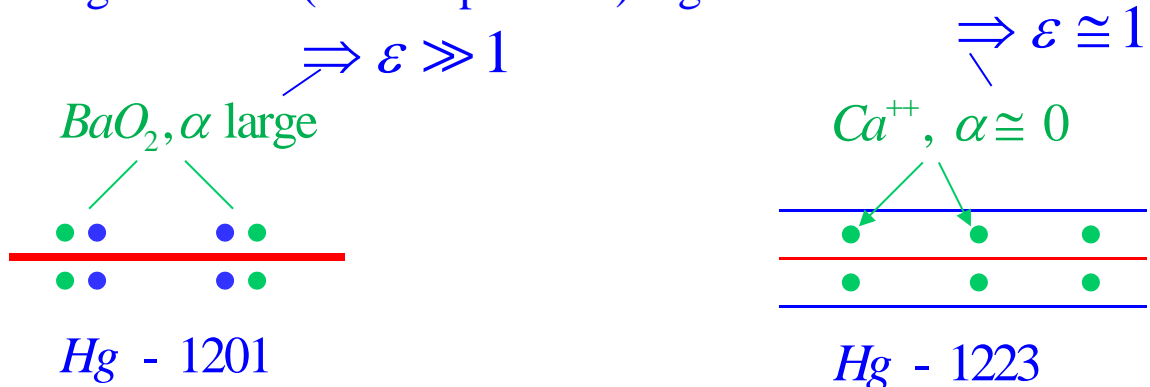 ⇒ ε ≫ 1
⇒ ε ≅ 1
BaO₂, α large
Ca⁺⁺, α ≅ 0
Hg - 1201
Hg - 1223